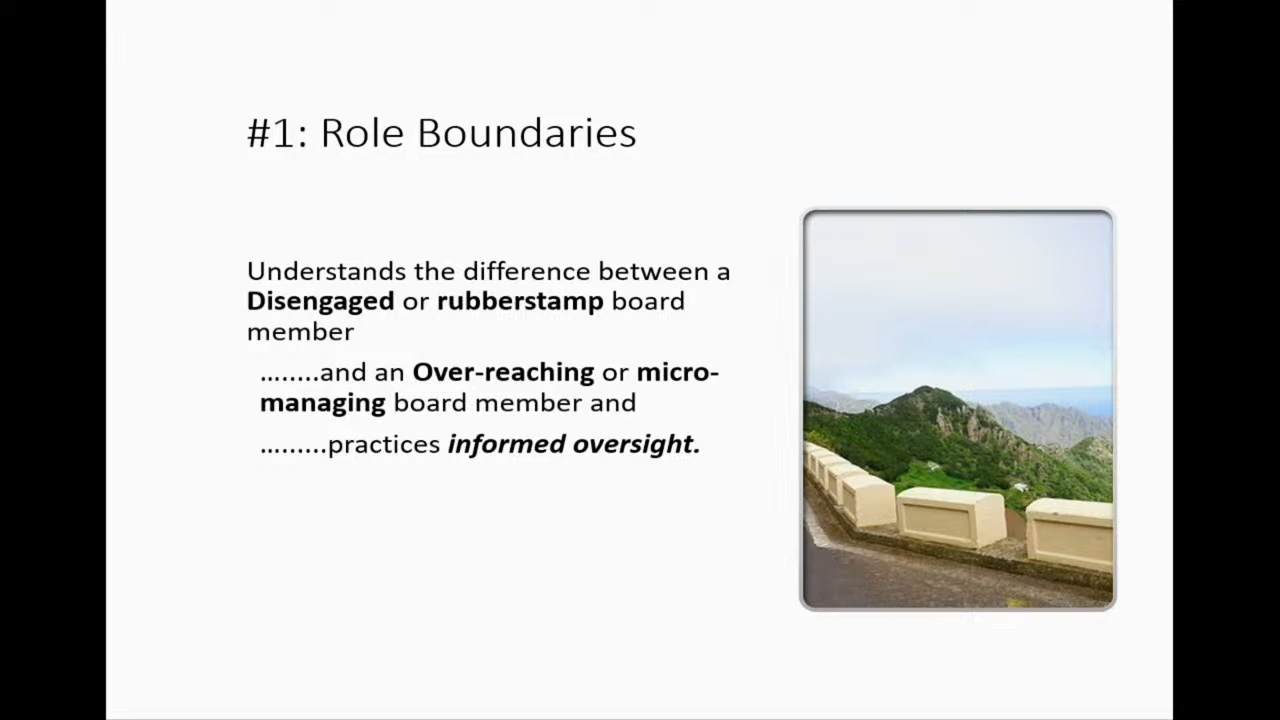 #1: Role Boundaries
Understands the difference between a
Disengaged or rubberstamp board
member
........and an Over-reaching or micro-
managing board member and
.........practices informed oversight.